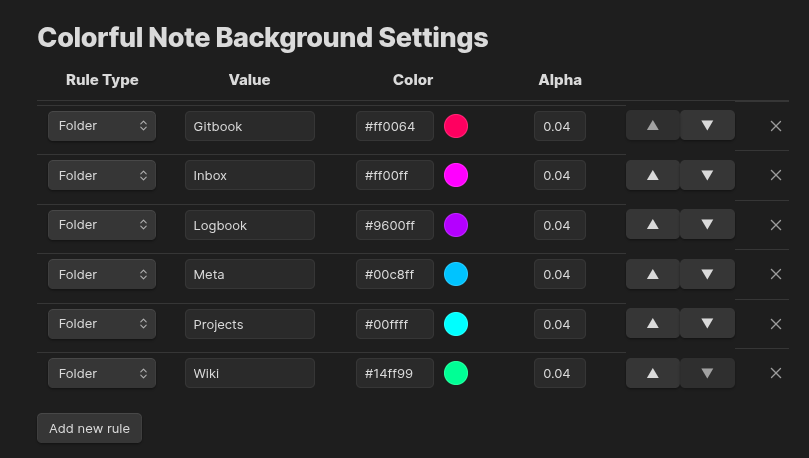 Colorful Note Background Settings
Rule Type Value Color Alpha
Folder Gitbook #ff0064 0.04 ▲ ▼ ×
Folder Inbox #ff00ff 0.04 ▲ ▼ ×
Folder Logbook #9600ff 0.04 ▲ ▼ ×
Folder Meta #00c8ff 0.04 ▲ ▼ ×
Folder Projects #00ffff 0.04 ▲ ▼ ×
Folder Wiki #14ff99 0.04 ▲ ▼ ×
Add new rule